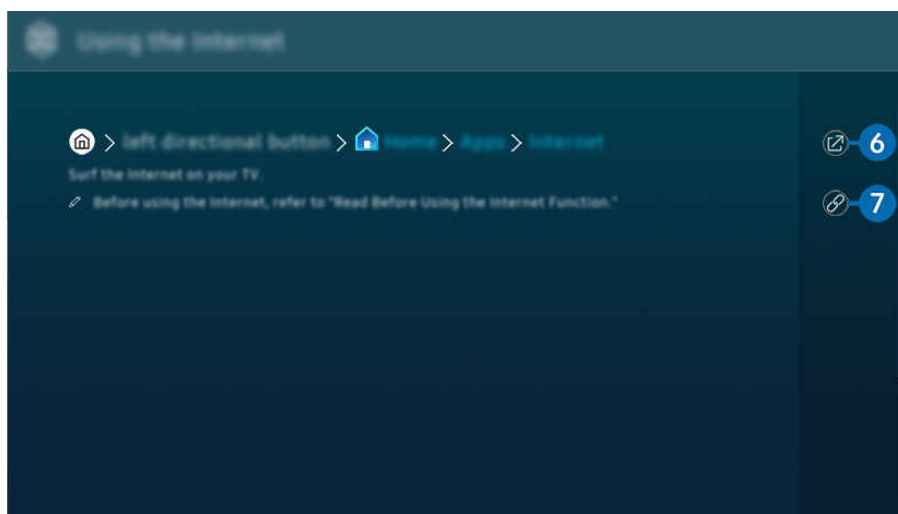 Using the Internet
> left directional button > Home > Apps > Internet
Surf the Internet on your TV.
Before using the Internet, refer to "Read Before Using the Internet Function."
6
7